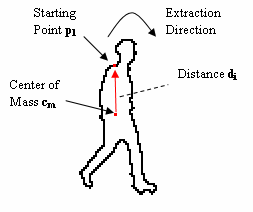 Starting
Point p1
Extraction
Direction
Center of
Mass cm
Distance di